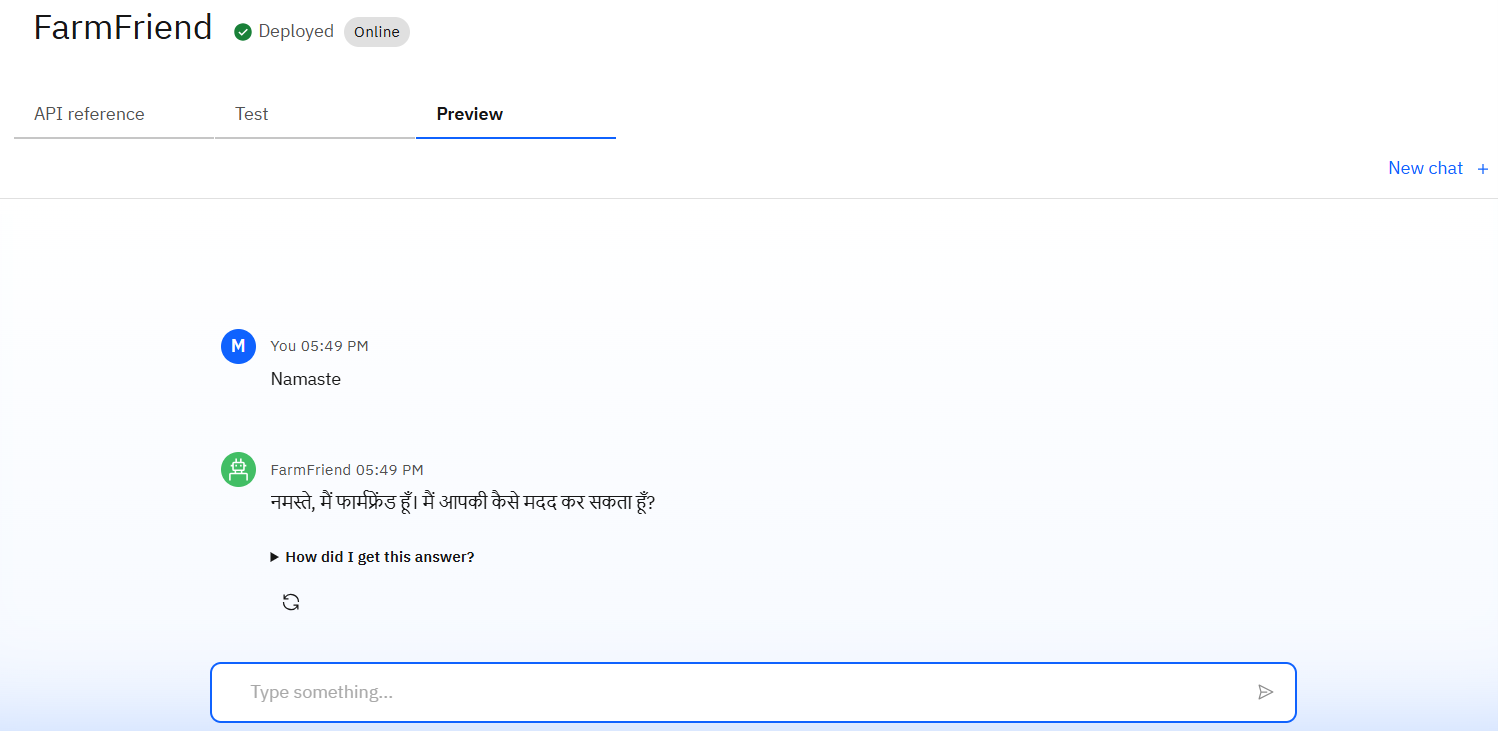 FarmFriend Deployed Online
API reference Test Preview
New chat +
M You 05:49 PM
Namaste
FarmFriend 05:49 PM
नमस्ते, मैं फार्मफ्रेंड हूँ। मैं आपकी कैसे मदद कर सकता हूँ?
How did I get this answer?
Type something...